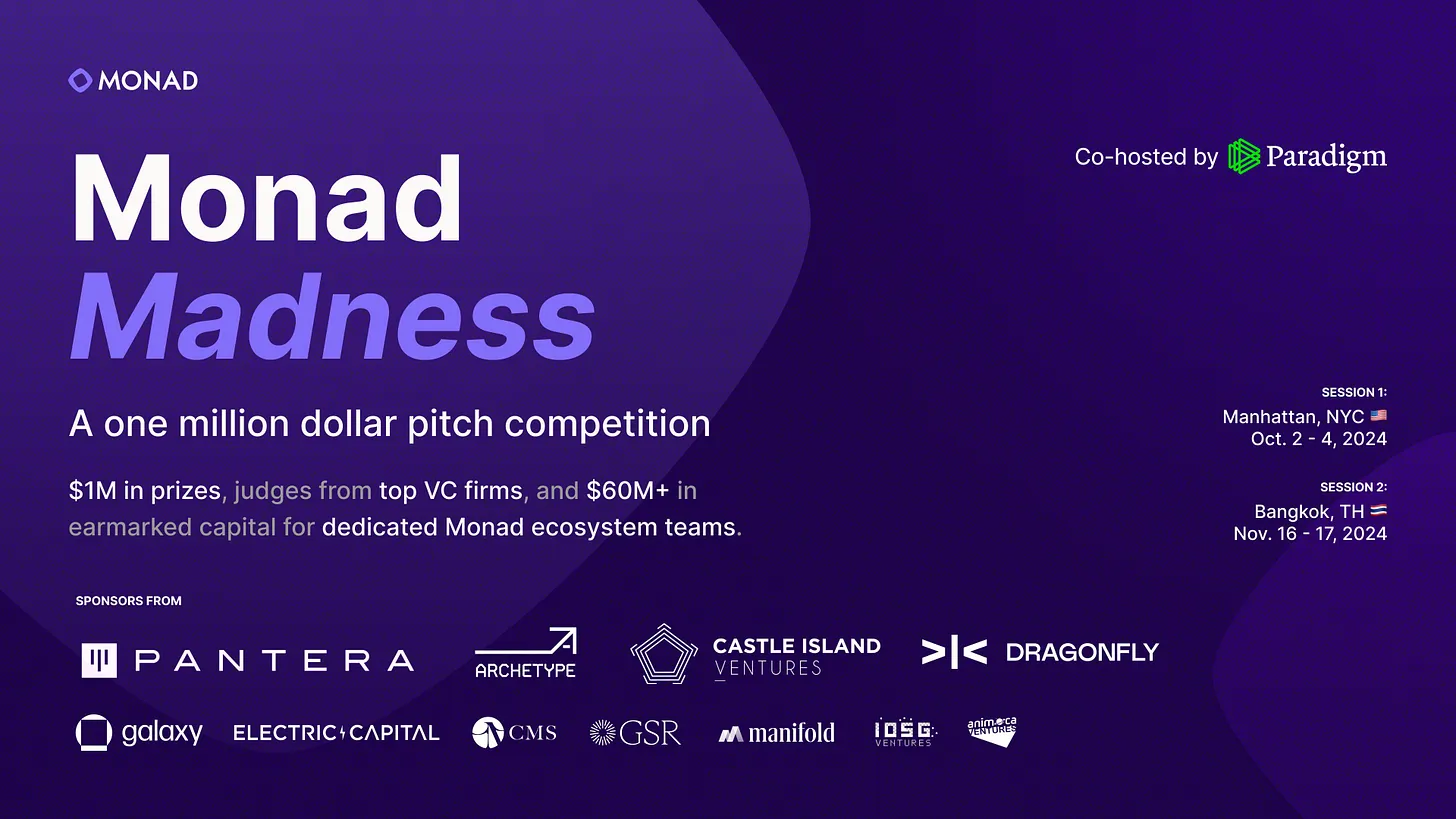 MONAD
Co-hosted by Paradigm
Monad
Madness
A one million dollar pitch competition
$1M in prizes, judges from top VC firms, and $60M+ in
earmarked capital for dedicated Monad ecosystem teams.
SESSION 1:
Manhattan, NYC 🇺🇸
Oct. 2 - 4, 2024
SESSION 2:
Bangkok, TH 🇹🇭
Nov. 16 - 17, 2024
SPONSORS FROM
PANTERA
ARCHETYPE
CASTLE ISLAND
VENTURES
DRAGONFLY
galaxy
ELECTRIC CAPITAL
CMS
GSR
manifold
IOSG
VENTURES
animoca
VENTURES